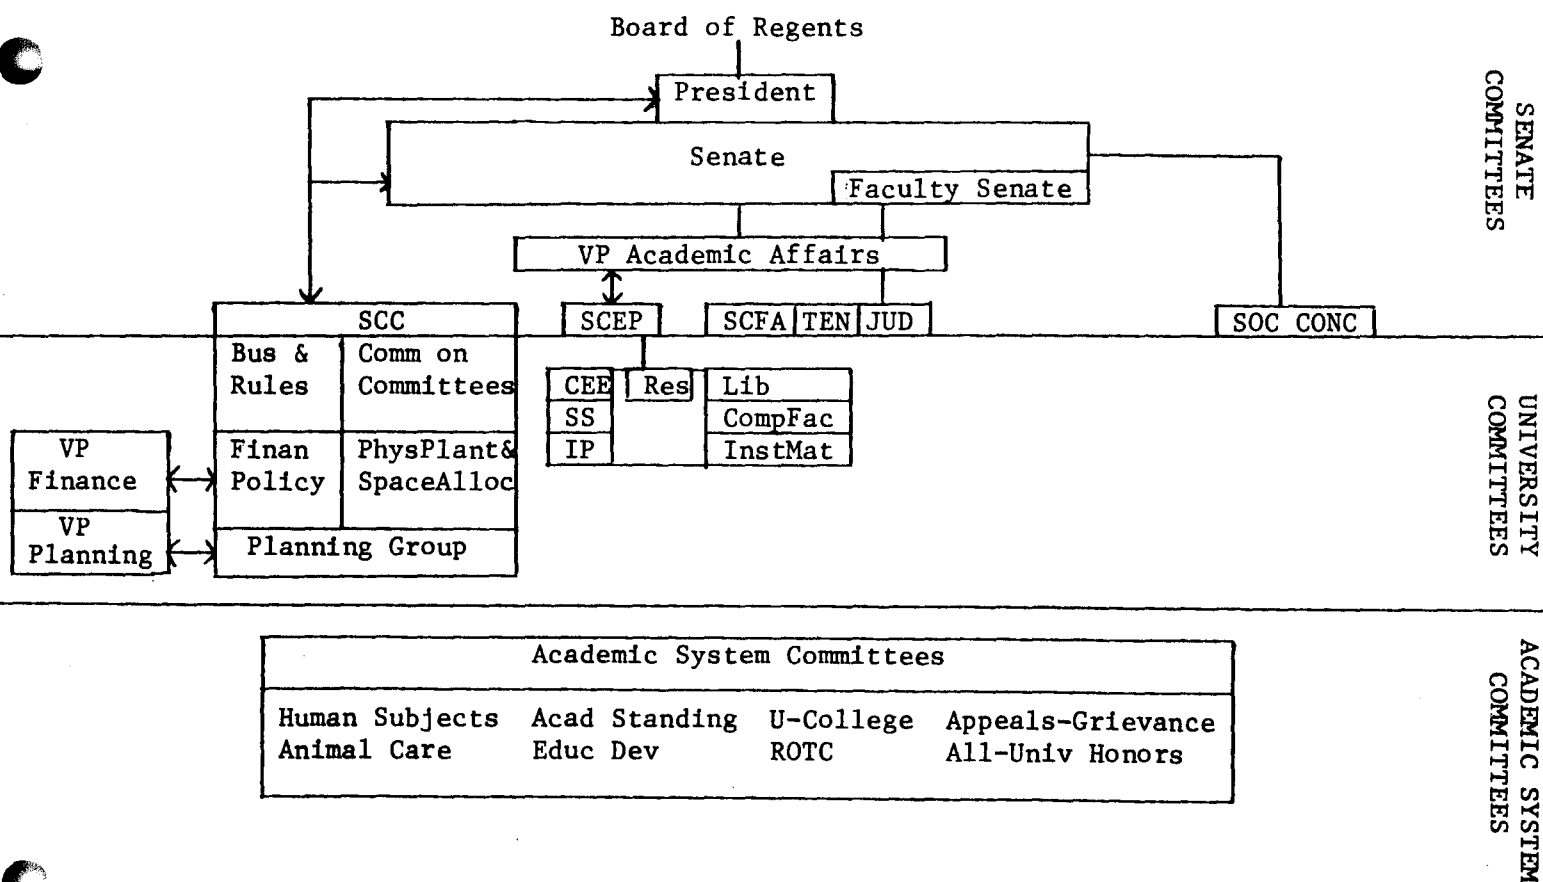 Board of Regents
President
Senate
Faculty Senate
VP Academic Affairs
SCC
SCEP
SCFA TEN JUD
SOC CONC
SENATE
COMMITTEES
Bus &
Rules
Comm on
Committees
Finan
Policy
PhysPlant&
SpaceAlloc
Planning Group
VP
Finance
VP
Planning
CEE
SS
IP
Res
Lib
CompFac
InstMat
UNIVERSITY
COMMITTEES
Academic System Committees
Human Subjects Acad Standing U-College Appeals-Grievance
Animal Care Educ Dev ROTC All-Univ Honors
ACADEMIC SYSTEM
COMMITTEES